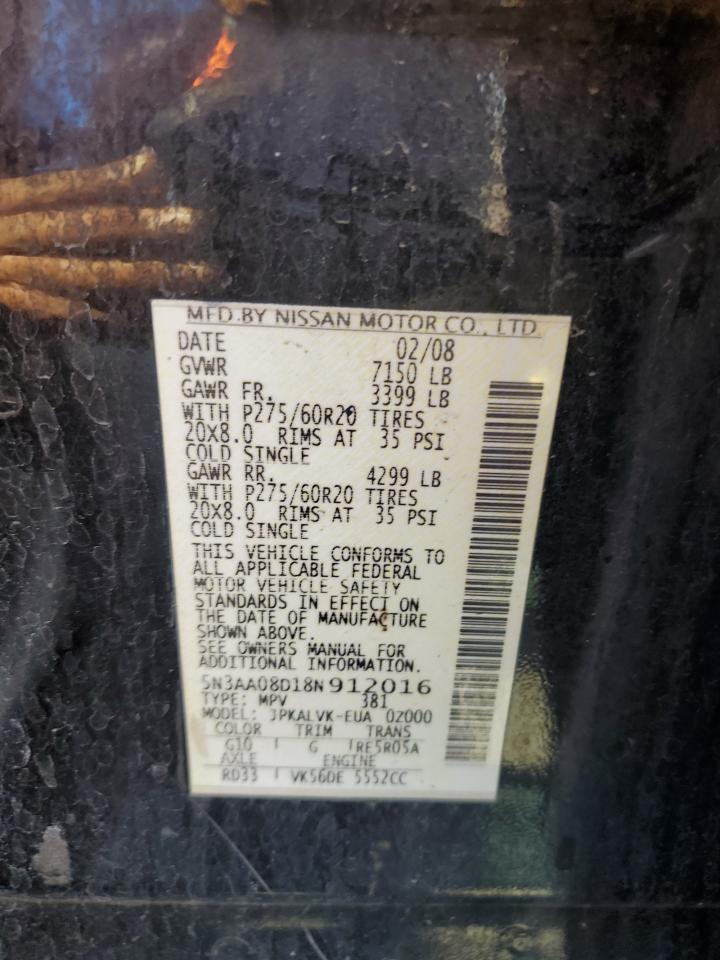 MFD.BY NISSAN MOTOR CO., LTD.
DATE 02/08
GVWR 7150 LB
GAWR FR. 3399 LB
WITH P275/60R20 TIRES
20X8.0 RIMS AT 35 PSI
COLD SINGLE
GAWR RR. 4299 LB
WITH P275/60R20 TIRES
20X8.0 RIMS AT 35 PSI
COLD SINGLE
THIS VEHICLE CONFORMS TO
ALL APPLICABLE FEDERAL
MOTOR VEHICLE SAFETY
STANDARDS IN EFFECT ON
THE DATE OF MANUFACTURE
SHOWN ABOVE.
SEE OWNERS MANUAL FOR
ADDITIONAL INFORMATION.
5N3AA08D18N912016
TYPE: MPV 381
MODEL: JPKALVK-EUA 02000
COLOR TRIM TRANS
G10 G RE5R05A
AXLE ENGINE
RD33 VK56DE 5552CC